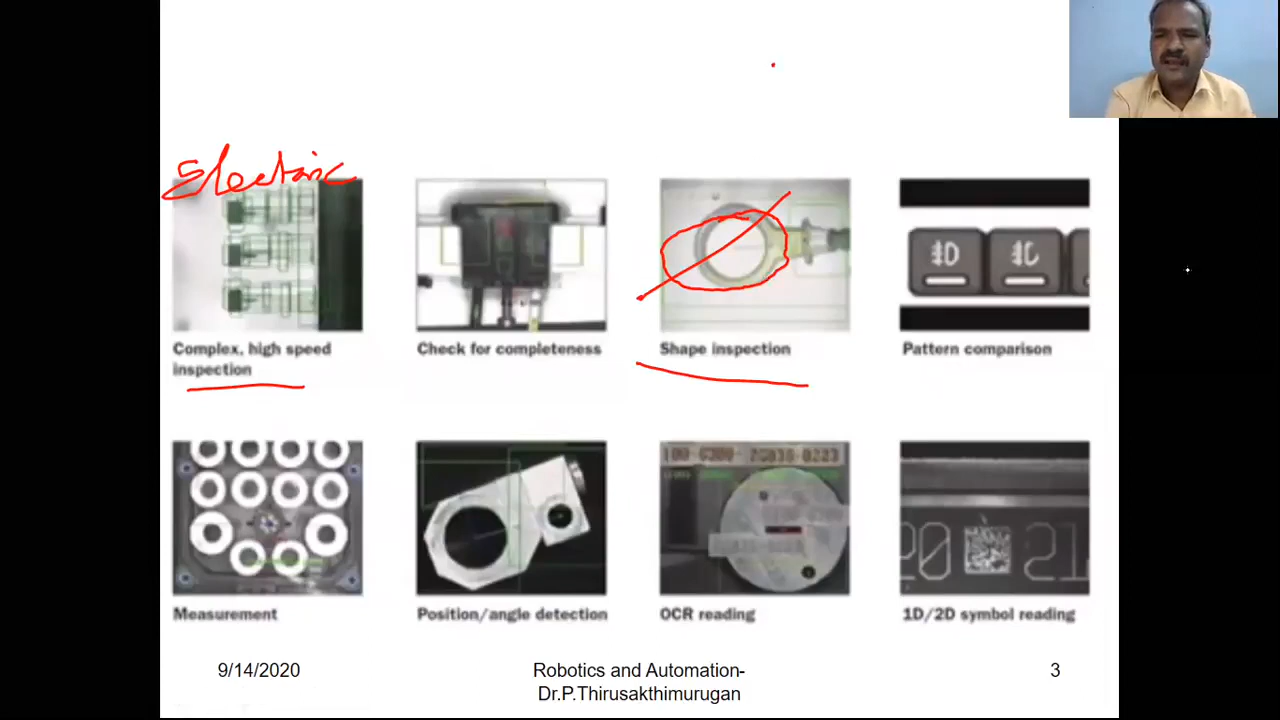 Electric
Complex, high speed
inspection
Check for completeness
Shape inspection
Pattern comparison
Measurement
Position/angle detection
OCR reading
1D/2D symbol reading
9/14/2020
Robotics and Automation-
Dr.P.Thirusakthimurugan
3